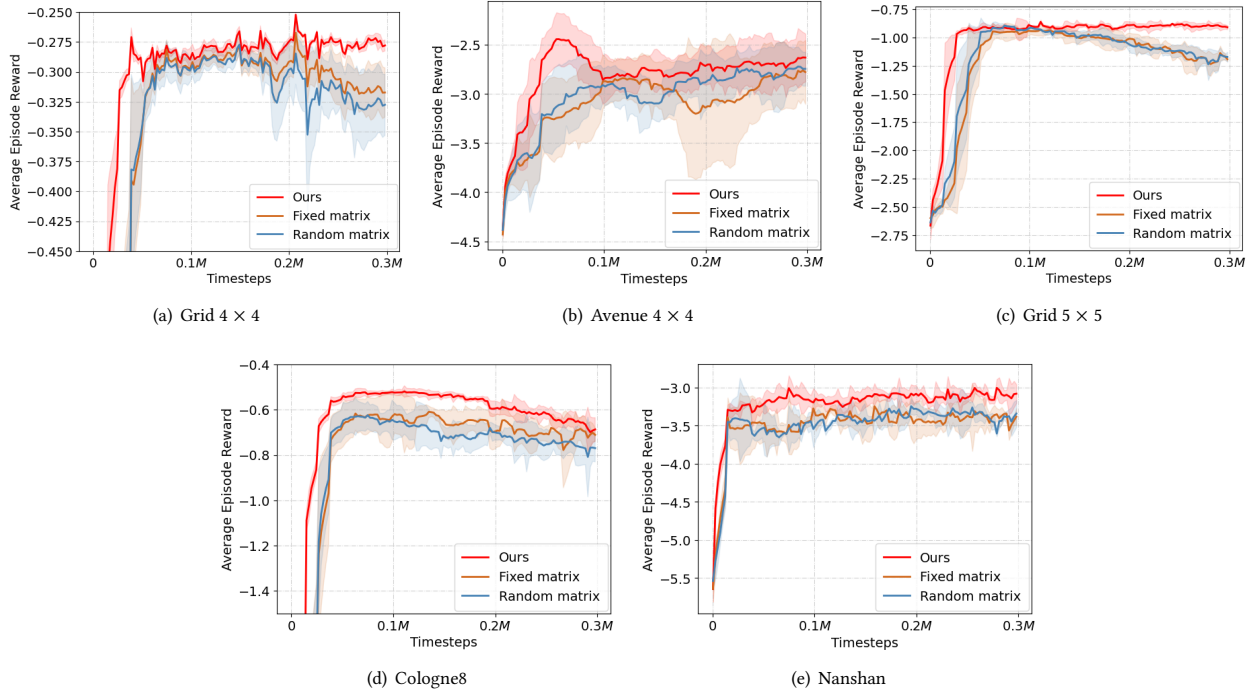 Average Episode Reward
−0.250
−0.275
−0.300
−0.325
−0.350
−0.375
−0.400
−0.425
−0.450
0
0.1M
0.2M
0.3M
Timesteps
Ours
Fixed matrix
Random matrix
(a) Grid 4 × 4
Average Episode Reward
−2.5
−3.0
−3.5
−4.0
−4.5
0
0.1M
0.2M
0.3M
Timesteps
Ours
Fixed matrix
Random matrix
(b) Avenue 4 × 4
Average Episode Reward
−0.75
−1.00
−1.25
−1.50
−1.75
−2.00
−2.25
−2.50
−2.75
0
0.1M
0.2M
0.3M
Timesteps
Ours
Fixed matrix
Random matrix
(c) Grid 5 × 5
Average Episode Reward
−0.4
−0.6
−0.8
−1.0
−1.2
−1.4
0
0.1M
0.2M
0.3M
Timesteps
Ours
Fixed matrix
Random matrix
(d) Cologne8
Average Episode Reward
−3.0
−3.5
−4.0
−4.5
−5.0
−5.5
0
0.1M
0.2M
0.3M
Timesteps
Ours
Fixed matrix
Random matrix
(e) Nanshan